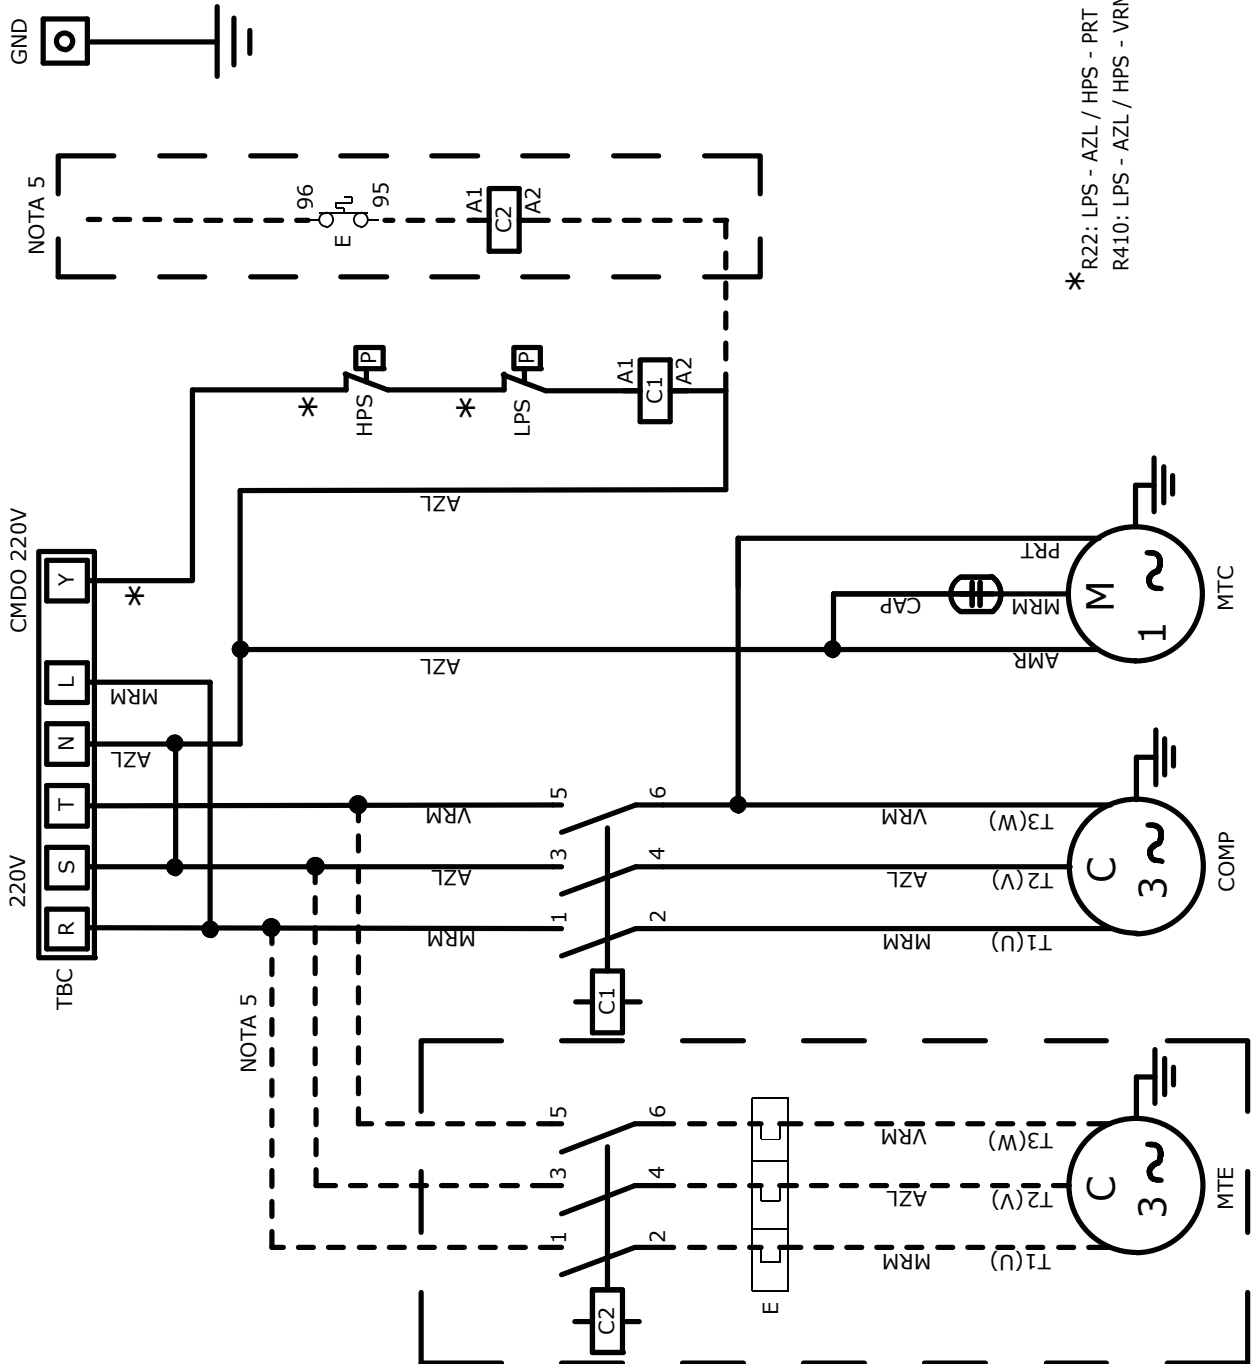 GND
NOTA 5
96
95
E
A1
C2
A2
* R22: LPS - AZL / HPS - PRT
R410: LPS - AZL / HPS - VRM
*
HPS
P
*
LPS
P
A1
C1
A2
AZL
CMDO 220V
220V
TBC
R
S
T
N
L
Y
*
MRM
AZL
AZL
CAP
PRT
MRM
AMR
M
1 ~
MTC
VRM
AZL
MRM
5
3
1
6
4
2
C1
VRM
AZL
MRM
T3(W)
T2(V)
T1(U)
C
3 ~
COMP
NOTA 5
5
3
1
6
4
2
C2
E
VRM
AZL
MRM
T3(W)
T2(V)
T1(U)
C
3 ~
MTE